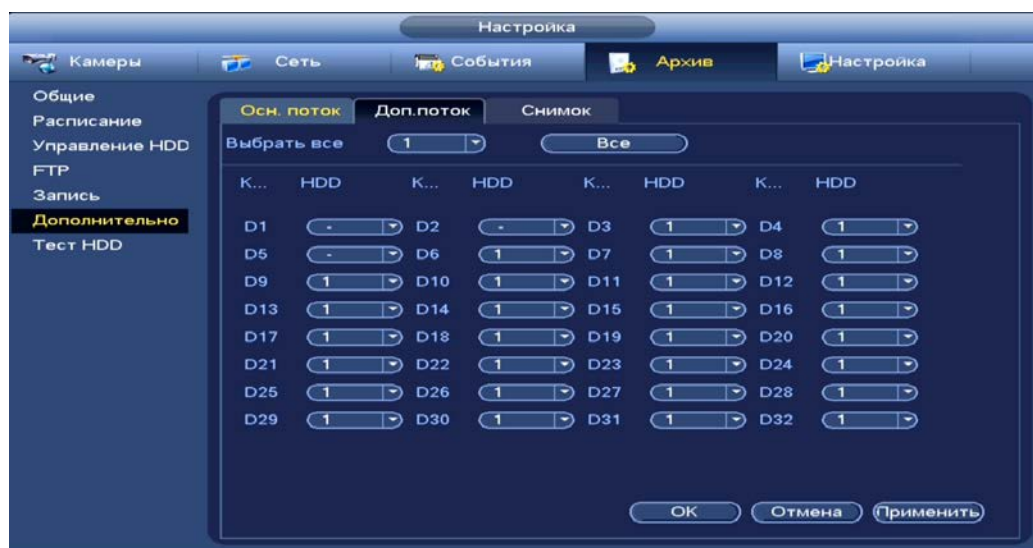 Настройка
Камеры Сеть События Архив Настройка
Общие
Расписание
Управление HDD
FTP
Запись
Дополнительно
Тест HDD
Осн. поток Доп.поток Снимок
Выбрать все 1 Все
К... HDD К... HDD К... HDD К... HDD
D1 - D2 - D3 1 D4 1
D5 - D6 1 D7 1 D8 1
D9 1 D10 1 D11 1 D12 1
D13 1 D14 1 D15 1 D16 1
D17 1 D18 1 D19 1 D20 1
D21 1 D22 1 D23 1 D24 1
D25 1 D26 1 D27 1 D28 1
D29 1 D30 1 D31 1 D32 1
OK Отмена Применить